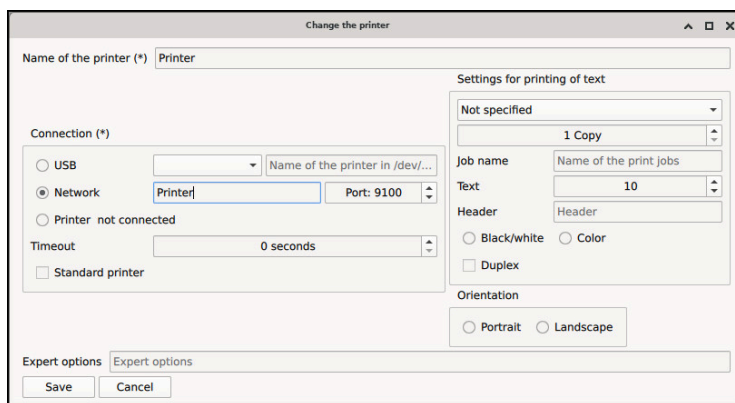 Change the printer
Name of the printer (*) Printer
Settings for printing of text
Not specified
1 Copy
Job name Name of the print jobs
Text 10
Header Header
Black/white Color
Duplex
Connection (*)
USB Name of the printer in /dev/...
Network Printer Port: 9100
Printer not connected
Timeout 0 seconds
Standard printer
Orientation
Portrait Landscape
Expert options Expert options
Save Cancel